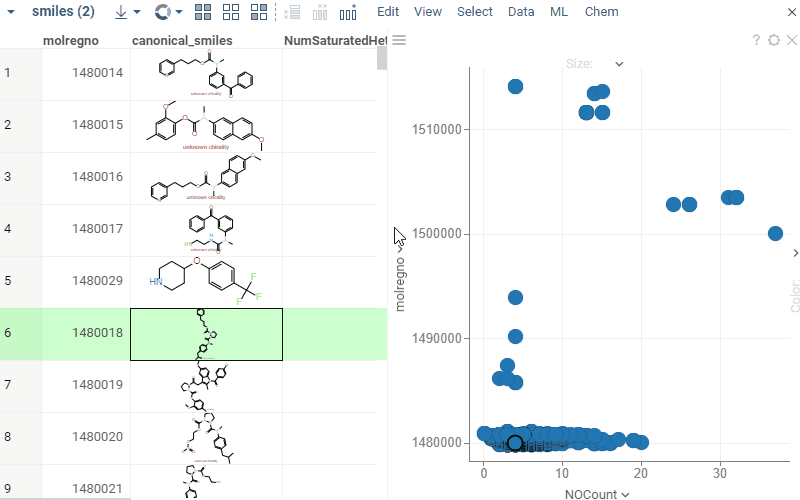 smiles (2) Edit View Select Data ML Chem
molregno canonical_smiles NumSaturatedHet
1 1480014
unknown chirality
2 1480015
unknown chirality
3 1480016
unknown chirality
4 1480017
5 1480029
6 1480018
7 1480019
8 1480020
9 1480021
Size:
1510000
1500000
1490000
1480000
molregno
Color:
0 10 20 30
NOCount